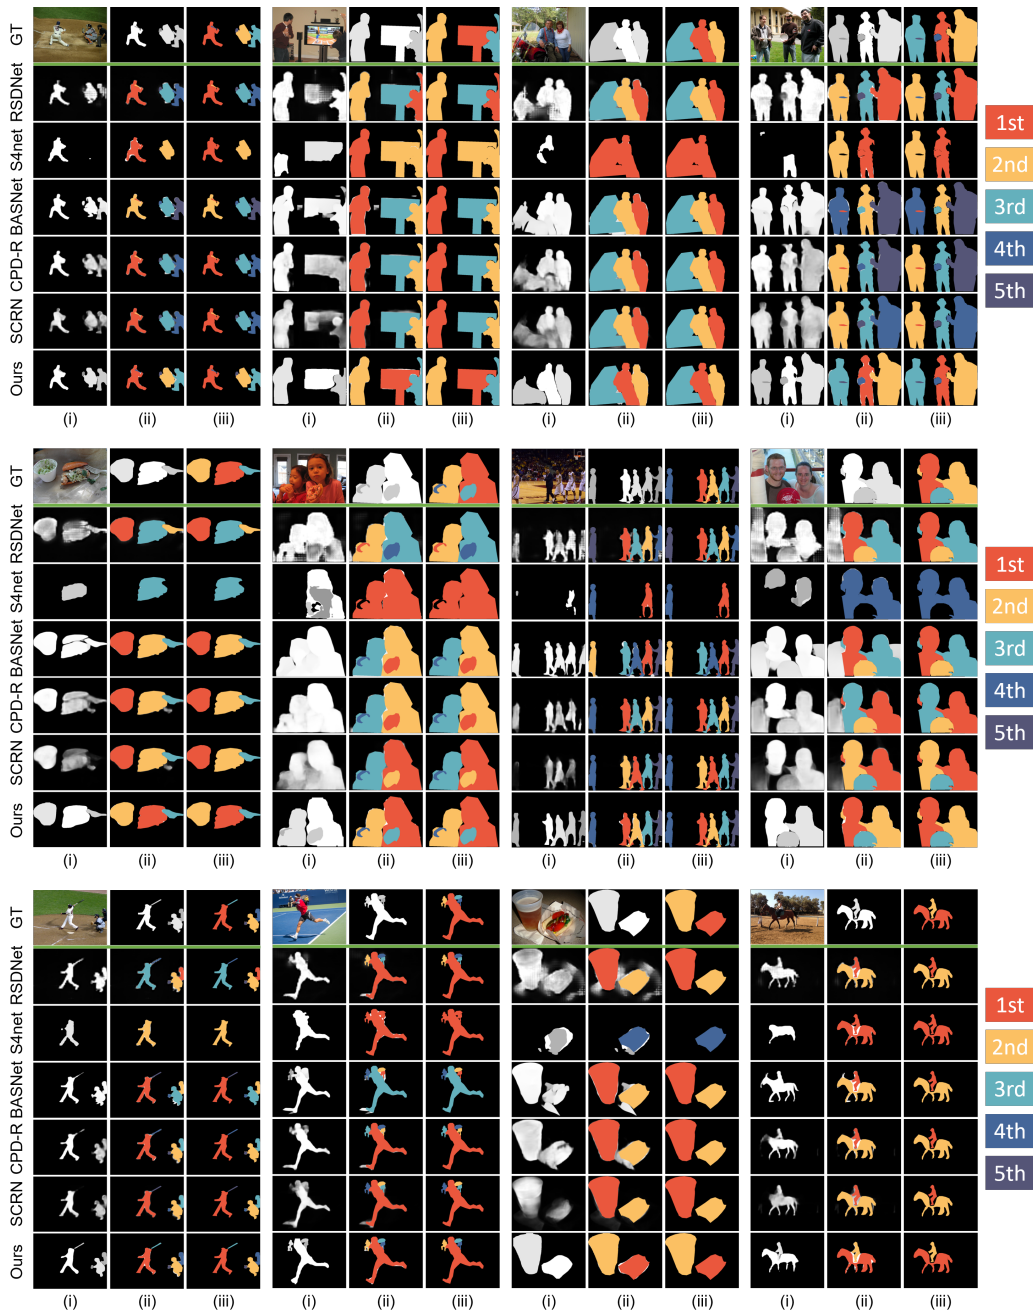 GT
RSDNet
S4net
BASNet
CPD-R
SCRN
Ours
(i) (ii) (iii) (i) (ii) (iii) (i) (ii) (iii) (i) (ii) (iii)
1st
2nd
3rd
4th
5th
GT
RSDNet
S4net
BASNet
CPD-R
SCRN
Ours
(i) (ii) (iii) (i) (ii) (iii) (i) (ii) (iii) (i) (ii) (iii)
1st
2nd
3rd
4th
5th
GT
RSDNet
S4net
BASNet
CPD-R
SCRN
Ours
(i) (ii) (iii) (i) (ii) (iii) (i) (ii) (iii) (i) (ii) (iii)
1st
2nd
3rd
4th
5th